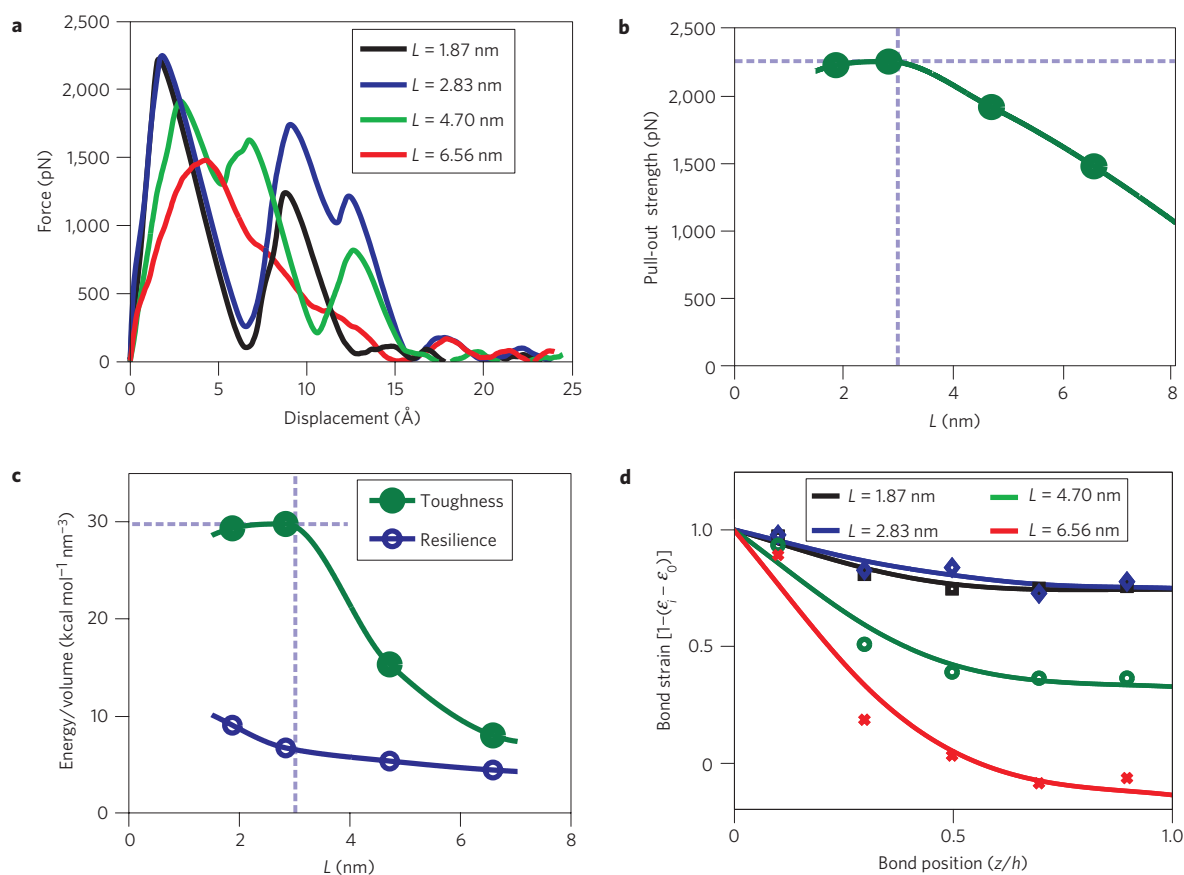 a
2,500
2,000
1,500
1,000
500
0
Force (pN)
0 5 10 15 20 25
Displacement (Å)
L = 1.87 nm
L = 2.83 nm
L = 4.70 nm
L = 6.56 nm
b
2,500
2,000
1,500
1,000
500
0
Pull-out strength (pN)
0 2 4 6 8
L (nm)
c
30
20
10
0
Energy/volume (kcal mol⁻¹ nm⁻³)
0 2 4 6 8
L (nm)
Toughness
Resilience
d
L = 1.87 nm L = 4.70 nm
L = 2.83 nm L = 6.56 nm
1.0
0.5
0
Bond strain [1–(εi – ε0)]
0 0.5 1.0
Bond position (z/h)